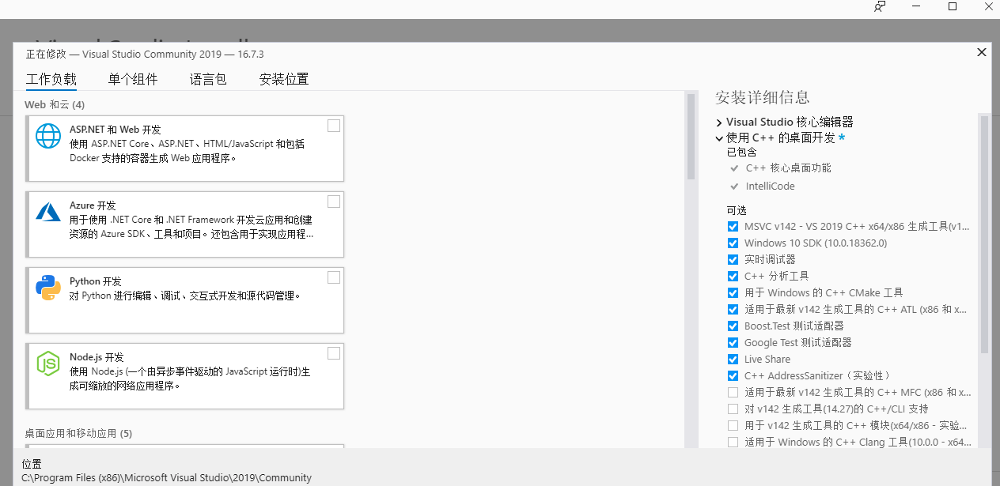 正在修改 — Visual Studio Community 2019 — 16.7.3
工作负载 单个组件 语言包 安装位置
Web 和云 (4)
ASP.NET 和 Web 开发
使用 ASP.NET Core、ASP.NET、HTML/JavaScript 和包括
Docker 支持的容器生成 Web 应用程序。
Azure 开发
用于使用 .NET Core 和 .NET Framework 开发云应用和创建
资源的 Azure SDK、工具和项目。还包含用于实现应用程...
Python 开发
对 Python 进行编辑、调试、交互式开发和源代码管理。
Node.js 开发
使用 Node.js (一个由异步事件驱动的 JavaScript 运行时)生
成可缩放的网络应用程序。
桌面应用和移动应用 (5)
安装详细信息
Visual Studio 核心编辑器
使用 C++ 的桌面开发 *
已包含
C++ 核心桌面功能
IntelliCode
可选
MSVC v142 - VS 2019 C++ x64/x86 生成工具(v1...
Windows 10 SDK (10.0.18362.0)
实时调试器
C++ 分析工具
用于 Windows 的 C++ CMake 工具
适用于最新 v142 生成工具的 C++ ATL (x86 和 x...
Boost.Test 测试适配器
Google Test 测试适配器
Live Share
C++ AddressSanitizer（实验性）
适用于最新 v142 生成工具的 C++ MFC (x86 和 x...
对 v142 生成工具(14.27)的 C++/CLI 支持
用于 v142 生成工具的 C++ 模块(x64/x86 - 实验...
适用于 Windows 的 C++ Clang 工具(10.0.0 - x64...
位置
C:\Program Files (x86)\Microsoft Visual Studio\2019\Community